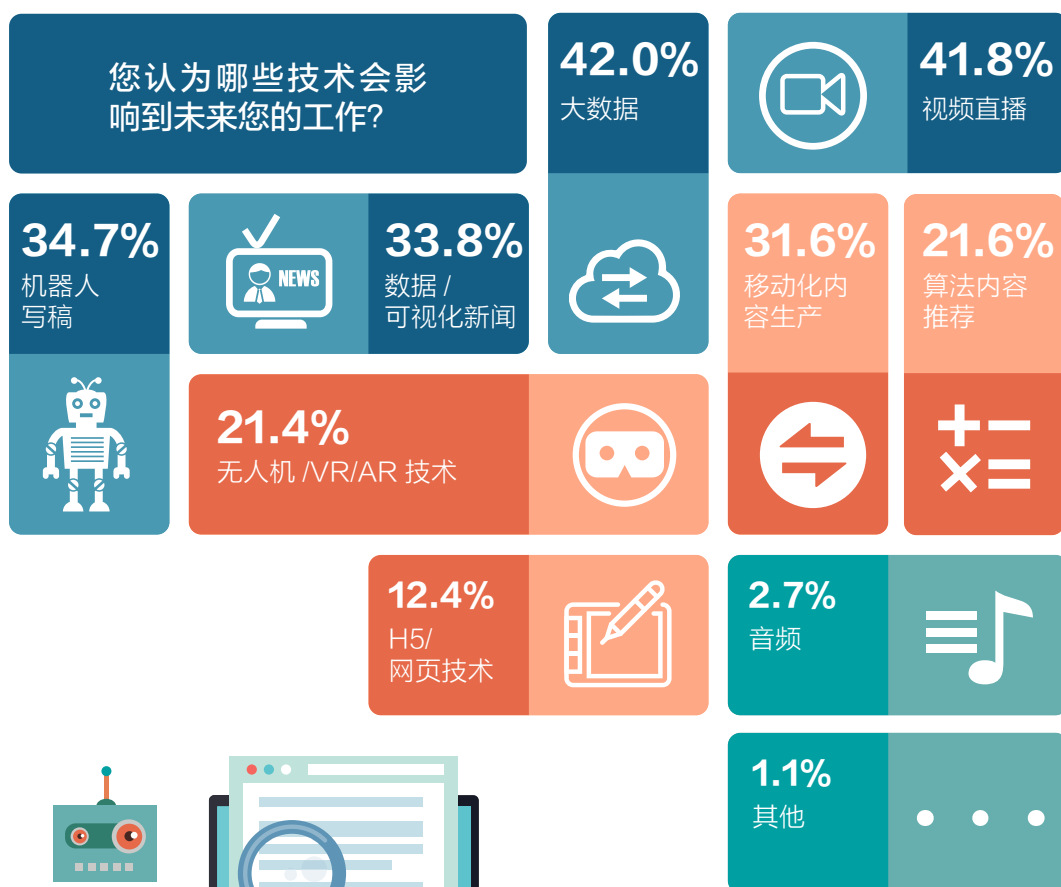 您认为哪些技术会影
响到未来您的工作?
42.0%
大数据
41.8%
视频直播
34.7%
机器人
写稿
NEWS
33.8%
数据 /
可视化新闻
31.6%
移动化内
容生产
21.6%
算法内容
推荐
21.4%
无人机 /VR/AR 技术
12.4%
H5/
网页技术
2.7%
音频
1.1%
其他